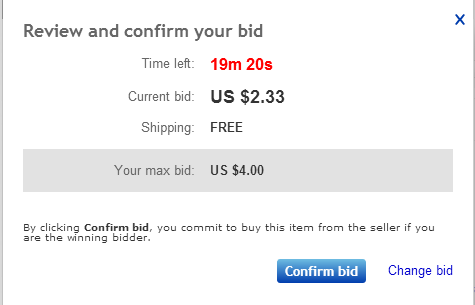 Review and confirm your bid
Time left: 19m 20s
Current bid: US $2.33
Shipping: FREE
Your max bid: US $4.00
By clicking Confirm bid, you commit to buy this item from the seller if you
are the winning bidder.
Confirm bid Change bid